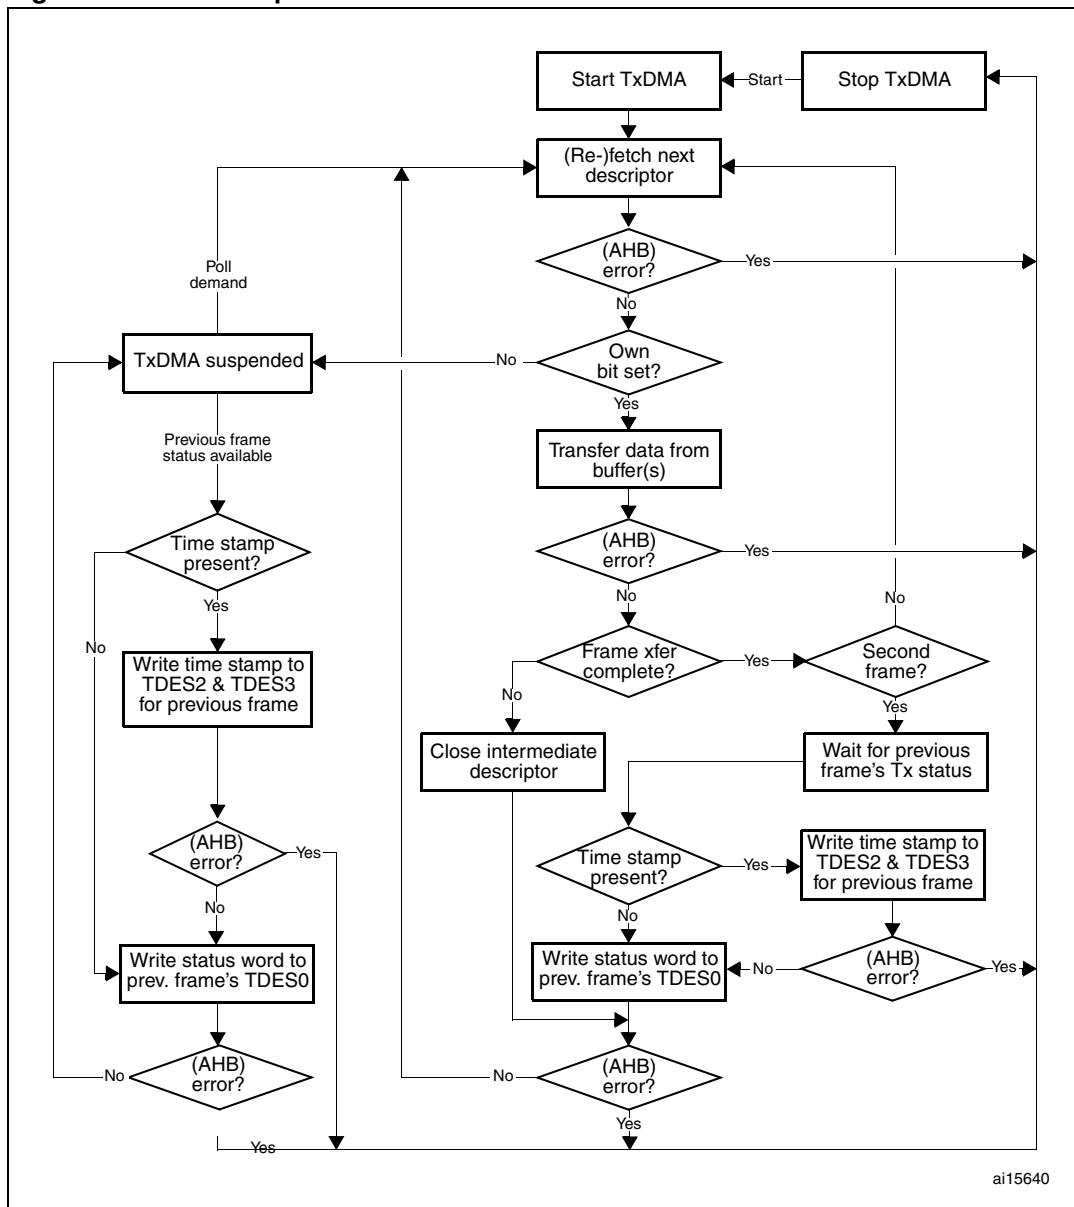 Start TxDMA
Start
Stop TxDMA
(Re-)fetch next
descriptor
(AHB)
error?
Yes
No
Poll
demand
TxDMA suspended
No
Own
bit set?
Yes
Previous frame
status available
Transfer data from
buffer(s)
Time stamp
present?
(AHB)
error?
Yes
Yes
No
No
No
Write time stamp to
TDES2 & TDES3
for previous frame
Frame xfer
complete?
Yes
Second
frame?
No
Yes
Close intermediate
descriptor
Wait for previous
frame's Tx status
(AHB)
error?
Yes
Time stamp
present?
Yes
Write time stamp to
TDES2 & TDES3
for previous frame
No
No
Write status word to
prev. frame's TDES0
Write status word to
prev. frame's TDES0
No
(AHB)
error?
Yes
No
(AHB)
error?
No
(AHB)
error?
Yes
Yes
ai15640